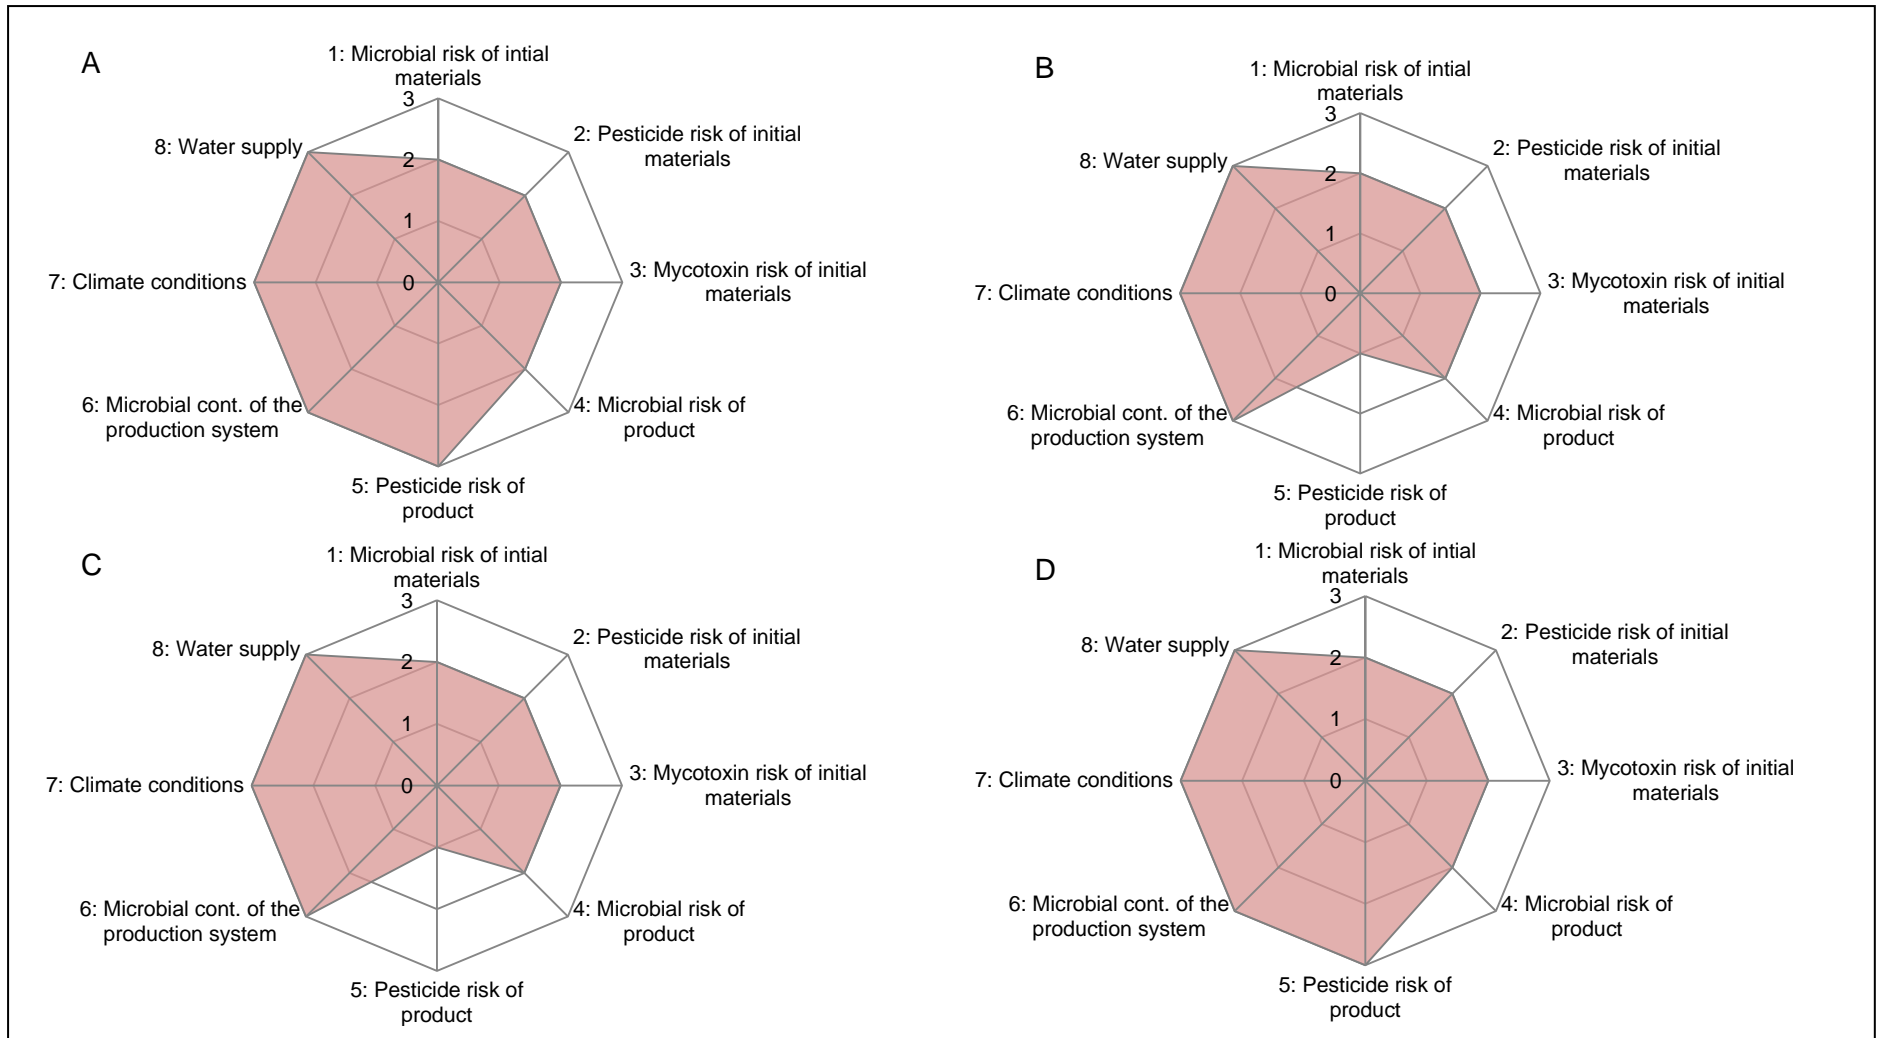 A
1: Microbial risk of intial
materials
3
2
1
0
2: Pesticide risk of initial
materials
3: Mycotoxin risk of initial
materials
4: Microbial risk of
product
5: Pesticide risk of
product
6: Microbial cont. of the
production system
7: Climate conditions
8: Water supply
B
1: Microbial risk of intial
materials
3
2
1
0
2: Pesticide risk of initial
materials
3: Mycotoxin risk of initial
materials
4: Microbial risk of
product
5: Pesticide risk of
product
6: Microbial cont. of the
production system
7: Climate conditions
8: Water supply
C
1: Microbial risk of intial
materials
3
2
1
0
2: Pesticide risk of initial
materials
3: Mycotoxin risk of initial
materials
4: Microbial risk of
product
5: Pesticide risk of
product
6: Microbial cont. of the
production system
7: Climate conditions
8: Water supply
D
1: Microbial risk of intial
materials
3
2
1
0
2: Pesticide risk of initial
materials
3: Mycotoxin risk of initial
materials
4: Microbial risk of
product
5: Pesticide risk of
product
6: Microbial cont. of the
production system
7: Climate conditions
8: Water supply